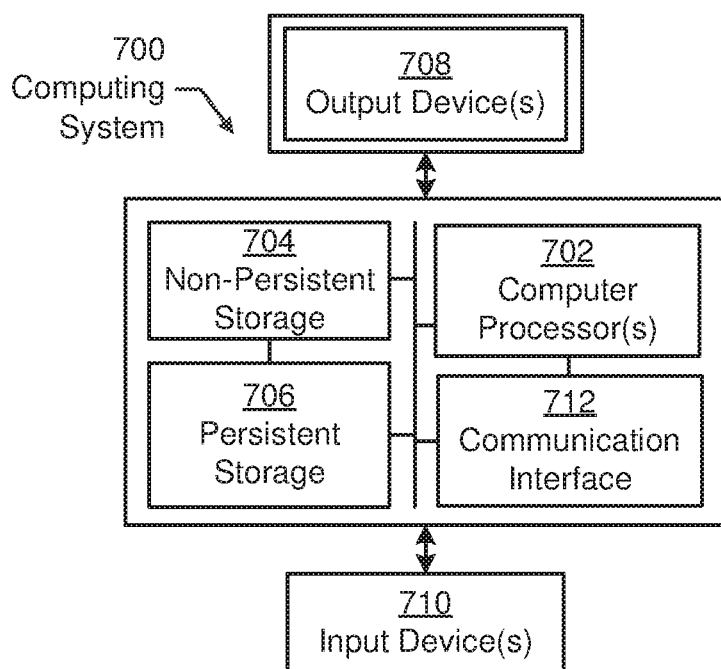 700
Computing
System
708
Output Device(s)
704
Non-Persistent
Storage
702
Computer
Processor(s)
706
Persistent
Storage
712
Communication
Interface
710
Input Device(s)